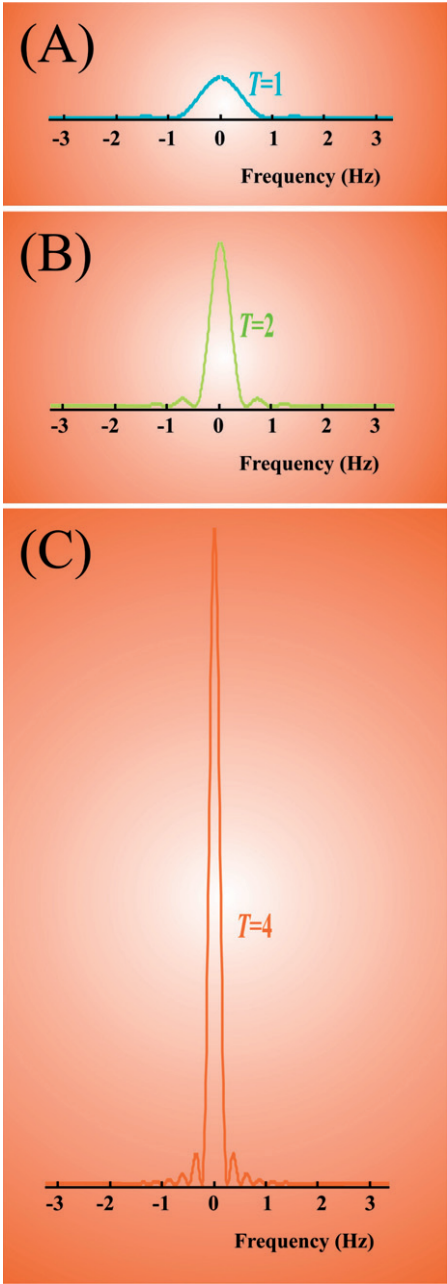 (A)
T=1
-3 -2 -1 0 1 2 3
Frequency (Hz)
(B)
T=2
-3 -2 -1 0 1 2 3
Frequency (Hz)
(C)
T=4
-3 -2 -1 0 1 2 3
Frequency (Hz)